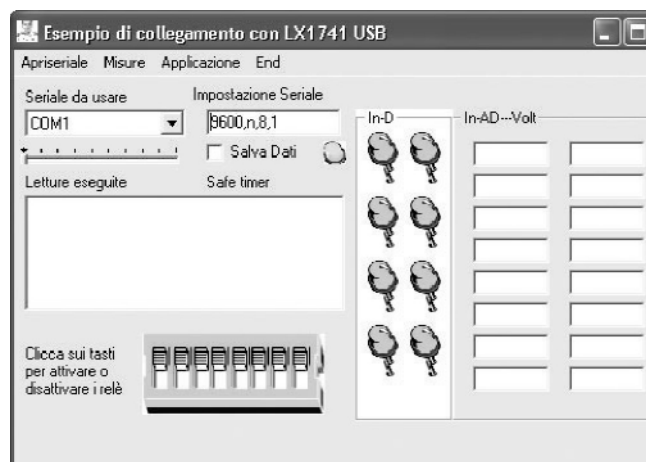 Esempio di collegamento con LX1741 USB
Apriseriale Misure Applicazione End
Seriale da usare
Impostazione Seriale
COM1
9600,n,8,1
Salva Dati
Letture eseguite
Safe timer
In-D
In-AD---Volt
Clicca sui tasti
per attivare o
disattivare i relè